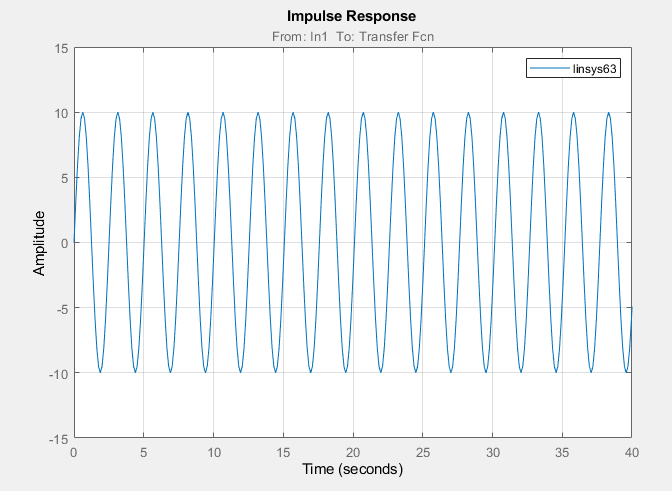 Impulse Response
From: In1 To: Transfer Fcn
linsys63
Amplitude
15
10
5
0
-5
-10
-15
0 5 10 15 20 25 30 35 40
Time (seconds)